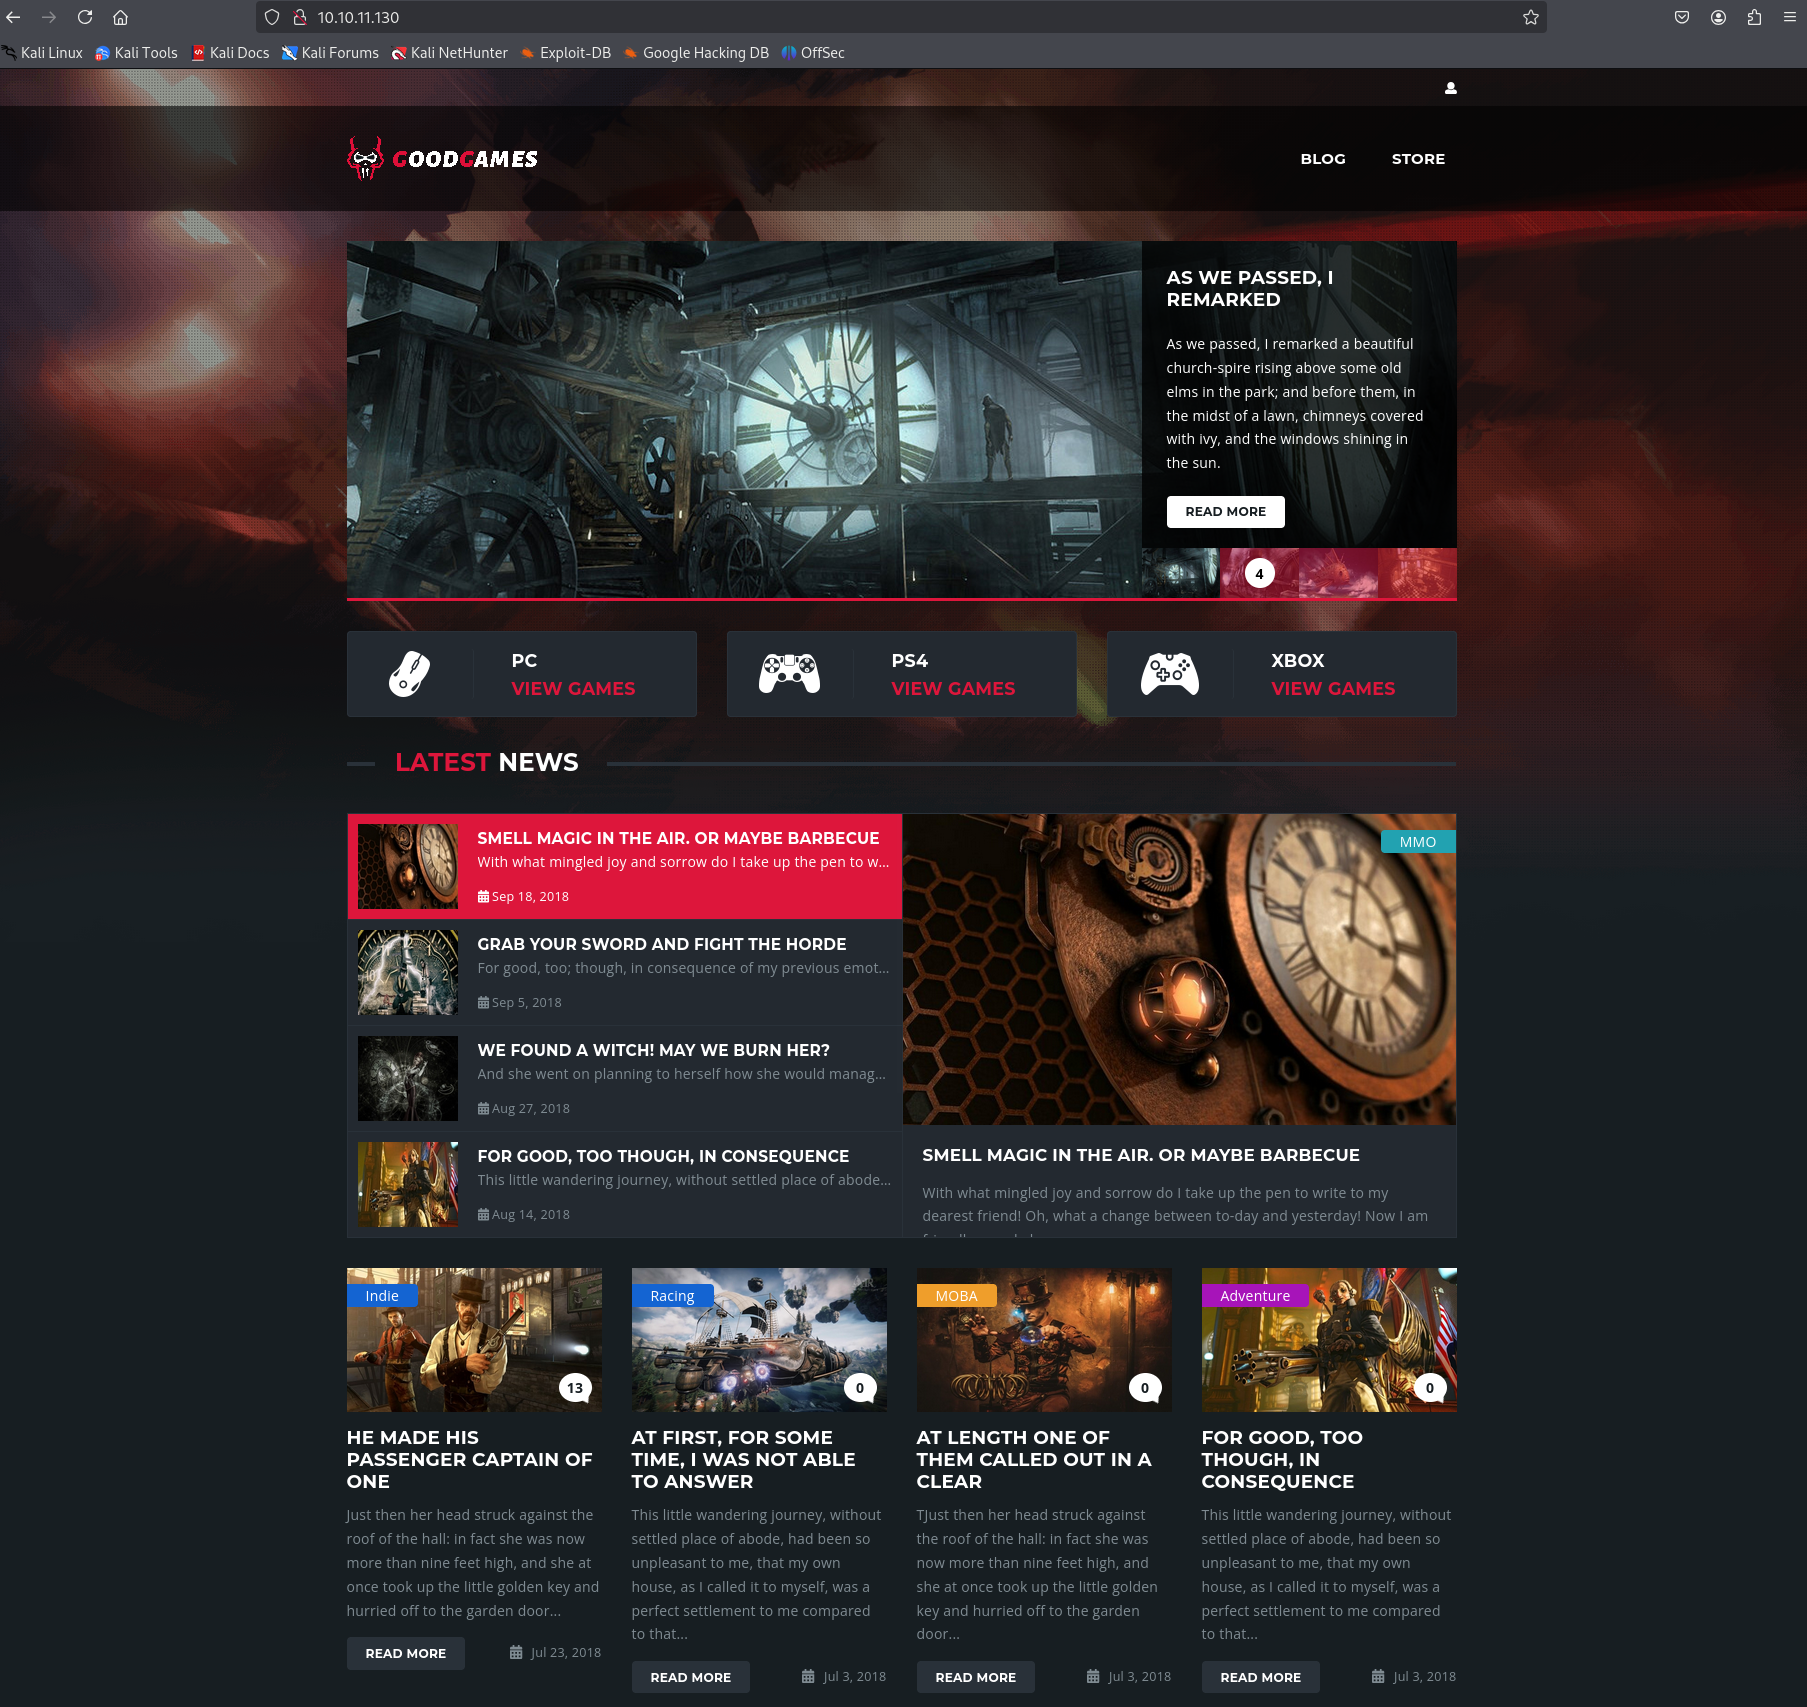 10.10.11.130
Kali Linux Kali Tools Kali Docs Kali Forums Kali NetHunter Exploit-DB Google Hacking DB OffSec
GOODGAMES
BLOG STORE
AS WE PASSED, I
REMARKED
As we passed, I remarked a beautiful
church-spire rising above some old
elms in the park; and before them, in
the midst of a lawn, chimneys covered
with ivy, and the windows shining in
the sun.
READ MORE
4
PC
VIEW GAMES
PS4
VIEW GAMES
XBOX
VIEW GAMES
LATEST NEWS
SMELL MAGIC IN THE AIR. OR MAYBE BARBECUE
With what mingled joy and sorrow do I take up the pen to w...
Sep 18, 2018
GRAB YOUR SWORD AND FIGHT THE HORDE
For good, too; though, in consequence of my previous emot...
Sep 5, 2018
WE FOUND A WITCH! MAY WE BURN HER?
And she went on planning to herself how she would manag...
Aug 27, 2018
FOR GOOD, TOO THOUGH, IN CONSEQUENCE
This little wandering journey, without settled place of abode...
Aug 14, 2018
MMO
SMELL MAGIC IN THE AIR. OR MAYBE BARBECUE
With what mingled joy and sorrow do I take up the pen to write to my
dearest friend! Oh, what a change between to-day and yesterday! Now I am
Indie
13
HE MADE HIS
PASSENGER CAPTAIN OF
ONE
Just then her head struck against the
roof of the hall: in fact she was now
more than nine feet high, and she at
once took up the little golden key and
hurried off to the garden door...
READ MORE
Jul 23, 2018
Racing
0
AT FIRST, FOR SOME
TIME, I WAS NOT ABLE
TO ANSWER
This little wandering journey, without
settled place of abode, had been so
unpleasant to me, that my own
house, as I called it to myself, was a
perfect settlement to me compared
to that...
READ MORE
Jul 3, 2018
MOBA
0
AT LENGTH ONE OF
THEM CALLED OUT IN A
CLEAR
TJust then her head struck against
the roof of the hall: in fact she was
now more than nine feet high, and
she at once took up the little golden
key and hurried off to the garden
door...
READ MORE
Jul 3, 2018
Adventure
0
FOR GOOD, TOO
THOUGH, IN
CONSEQUENCE
This little wandering journey, without
settled place of abode, had been so
unpleasant to me, that my own
house, as I called it to myself, was a
perfect settlement to me compared
to that...
READ MORE
Jul 3, 2018